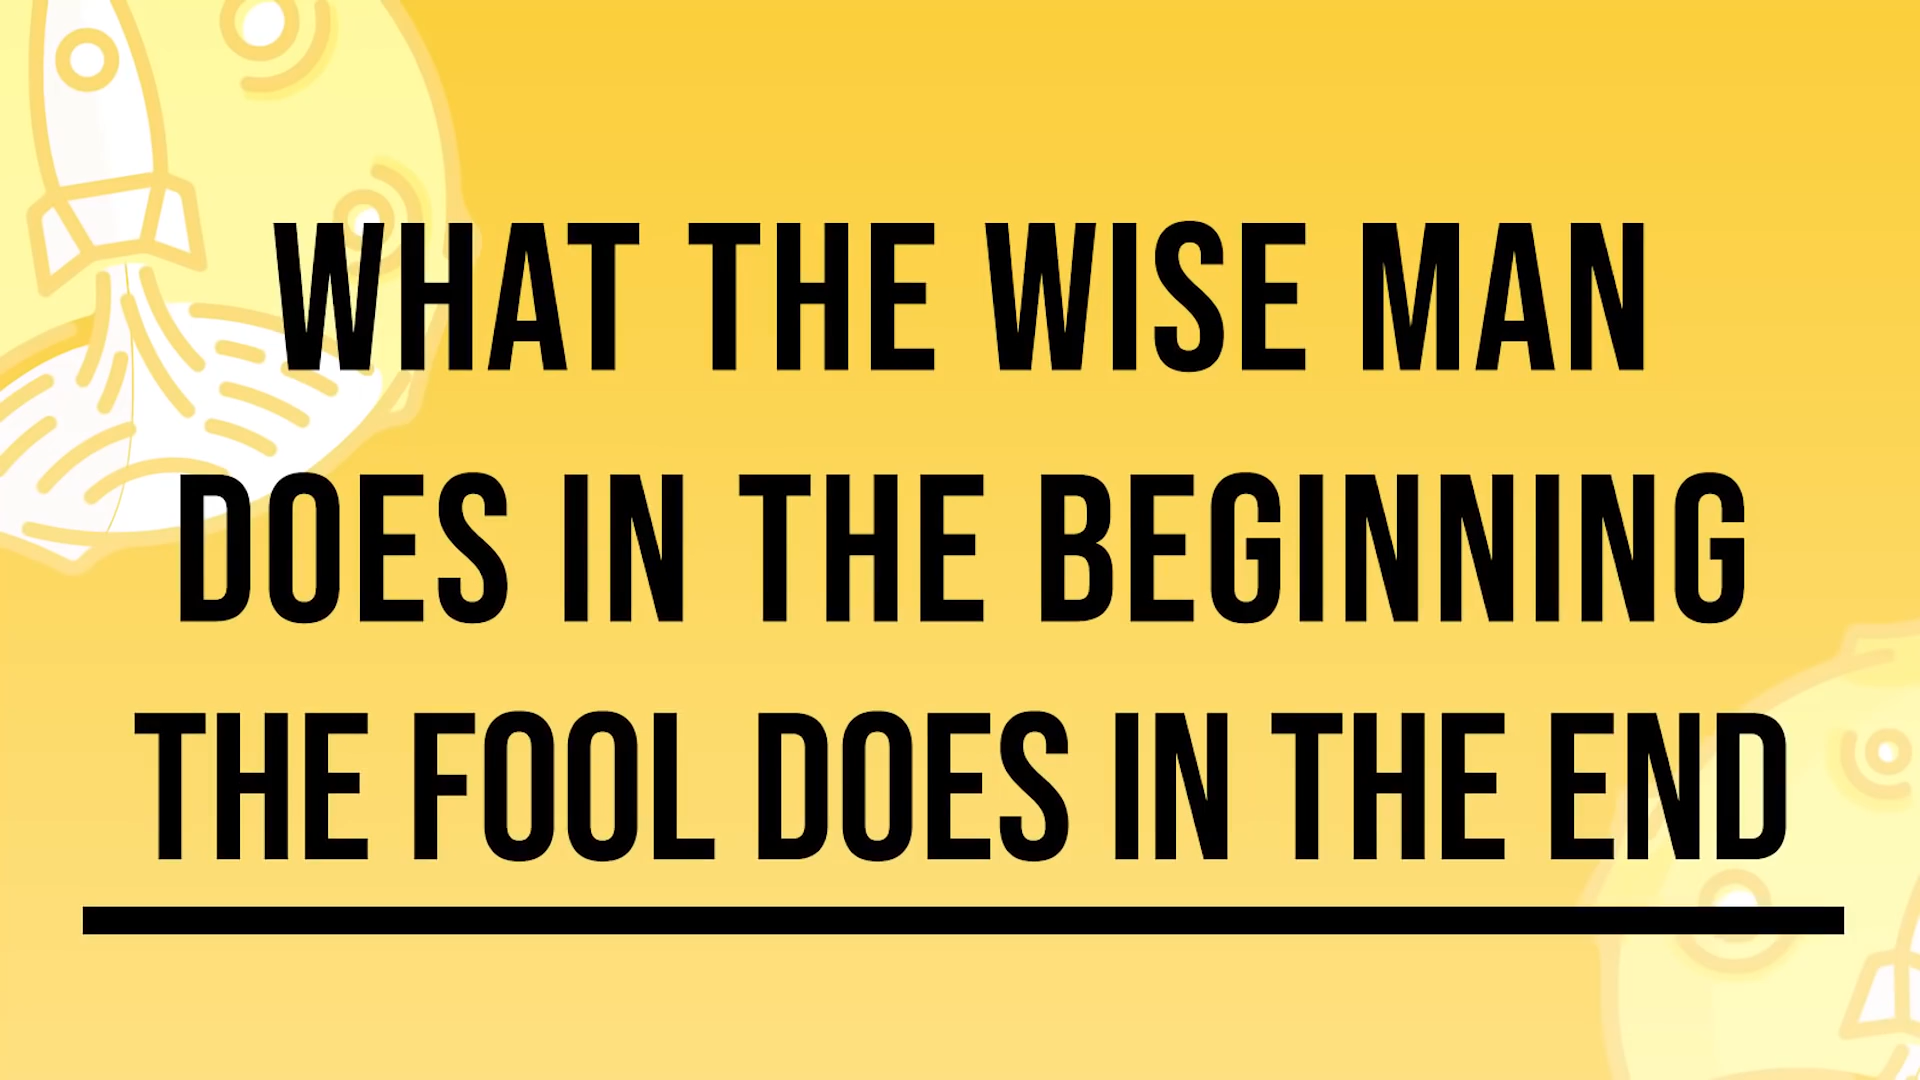 WHAT THE WISE MAN
DOES IN THE BEGINNING
THE FOOL DOES IN THE END